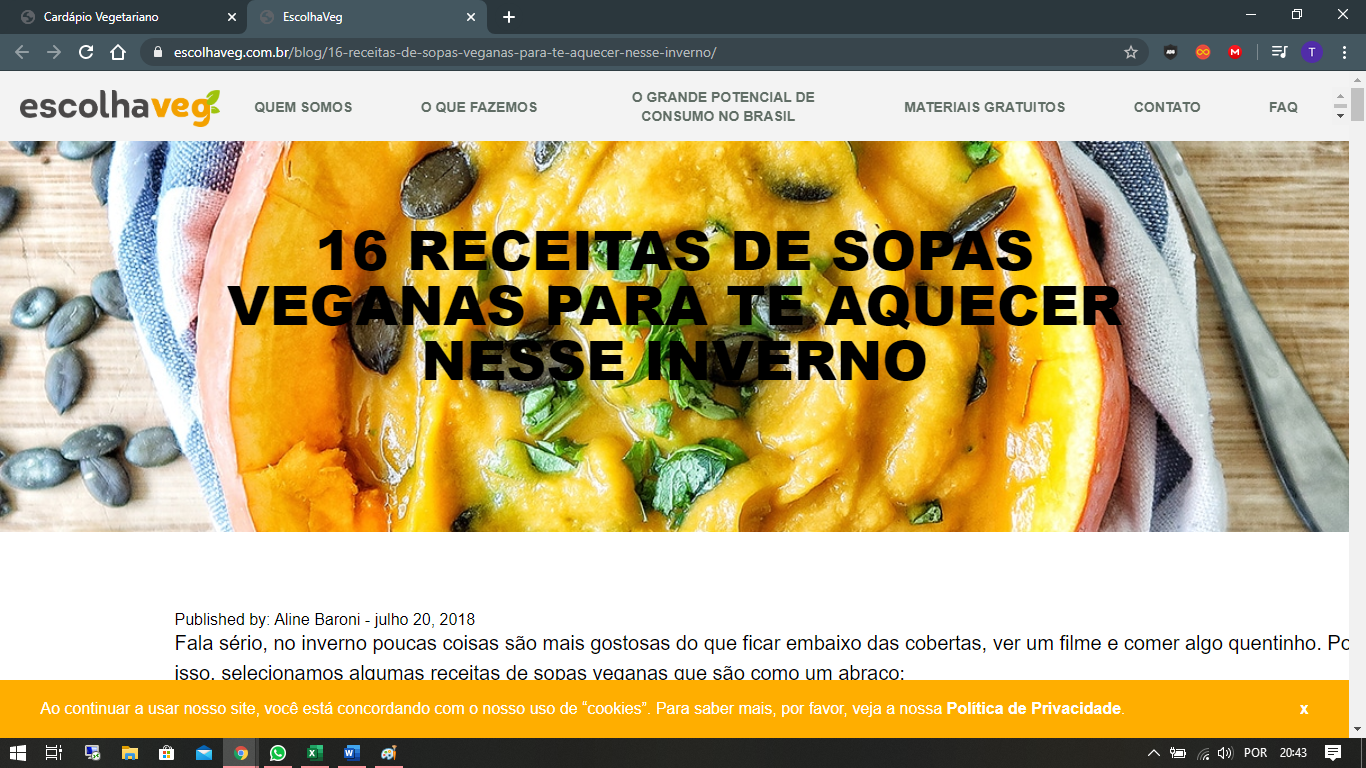 Cardápio Vegetariano
EscolhaVeg
escolhaveg.com.br/blog/16-receitas-de-sopas-veganas-para-te-aquecer-nesse-inverno/
T
escolhaveg
QUEM SOMOS
O QUE FAZEMOS
O GRANDE POTENCIAL DE
CONSUMO NO BRASIL
MATERIAIS GRATUITOS
CONTATO
FAQ
16 RECEITAS DE SOPAS
VEGANAS PARA TE AQUECER
NESSE INVERNO
Published by: Aline Baroni - julho 20, 2018
Fala sério, no inverno poucas coisas são mais gostosas do que ficar embaixo das cobertas, ver um filme e comer algo quentinho. Po
isso, selecionamos algumas receitas de sopas veganas que são como um abraço:
Ao continuar a usar nosso site, você está concordando com o nosso uso de “cookies”. Para saber mais, por favor, veja a nossa Política de Privacidade.
x
POR
20:43